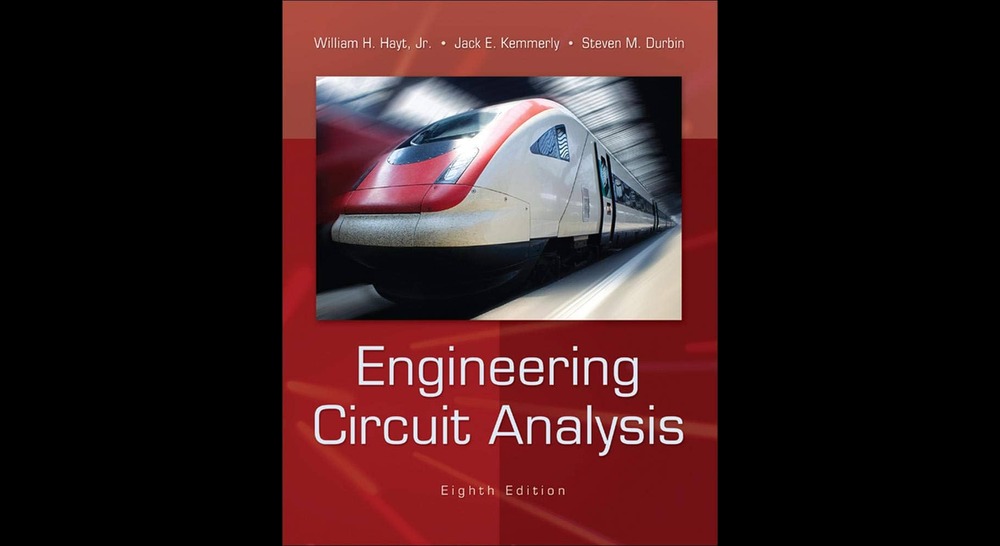 William H. Hayt, Jr. • Jack E. Kemmerly • Steven M. Durbin
Engineering
Circuit Analysis
Eighth Edition